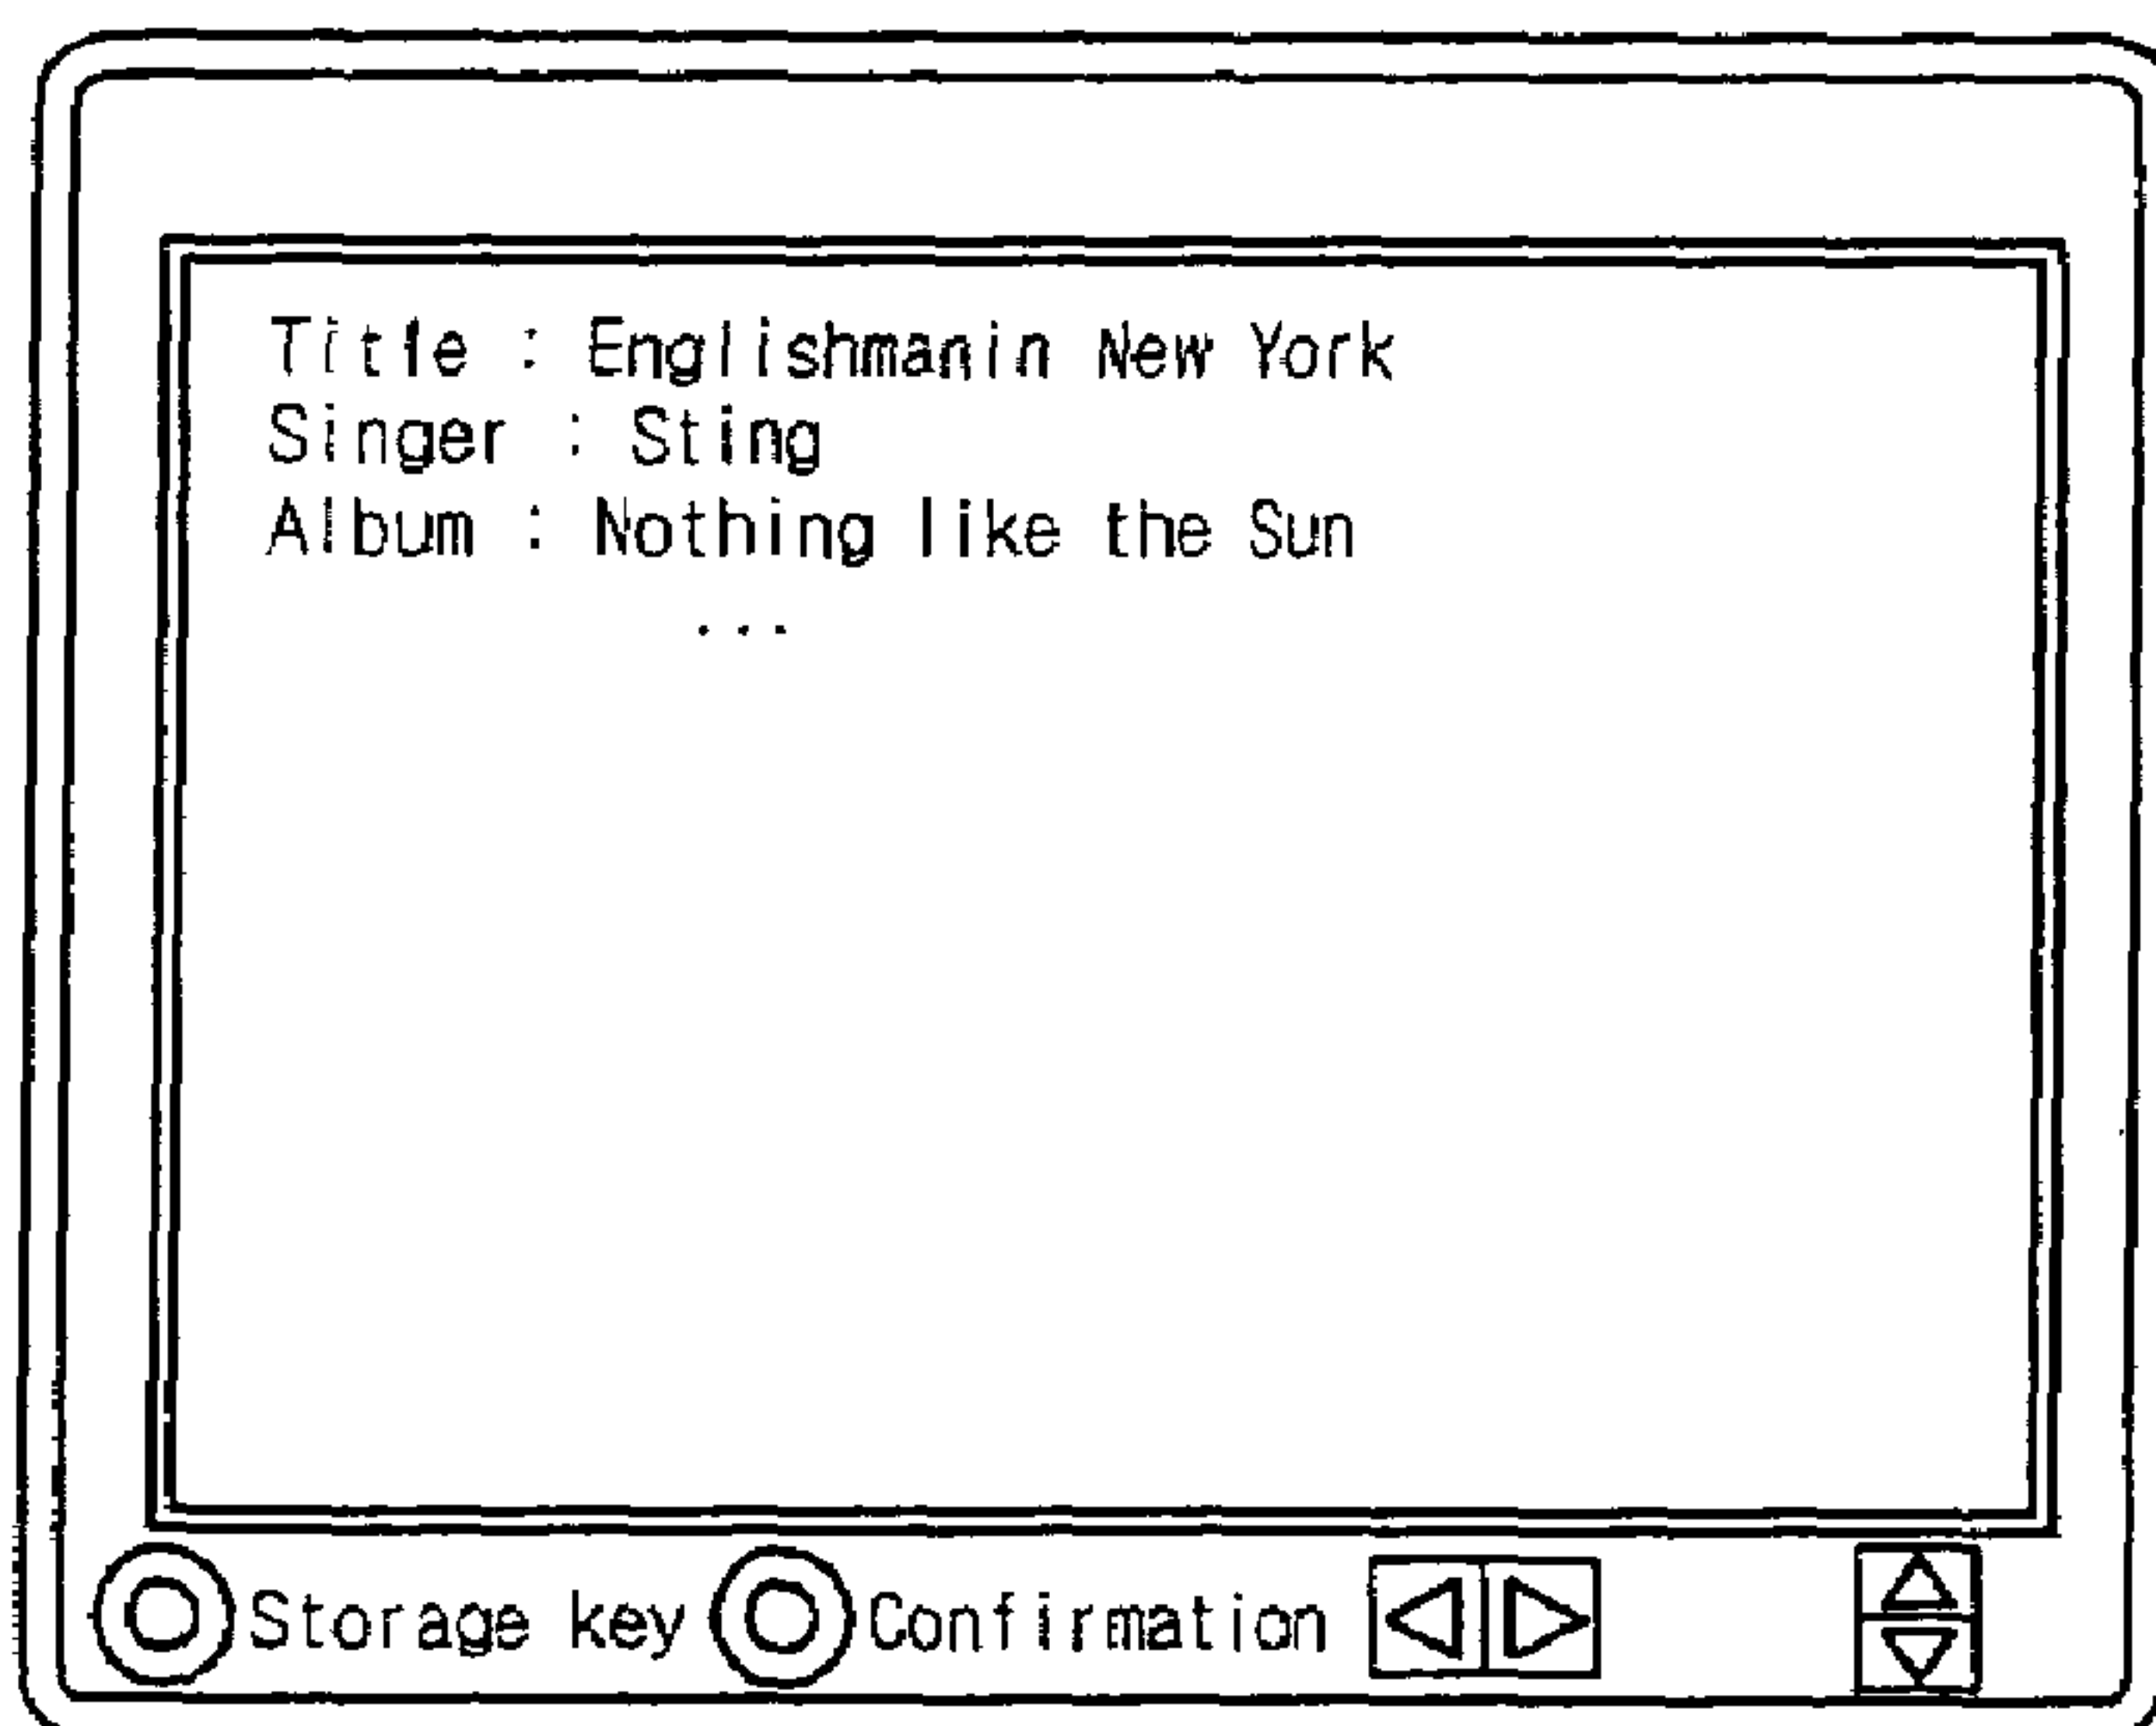 Title : Englishmanin New York
Singer : Sting
Album : Nothing like the Sun
...
Storage key Confirmation